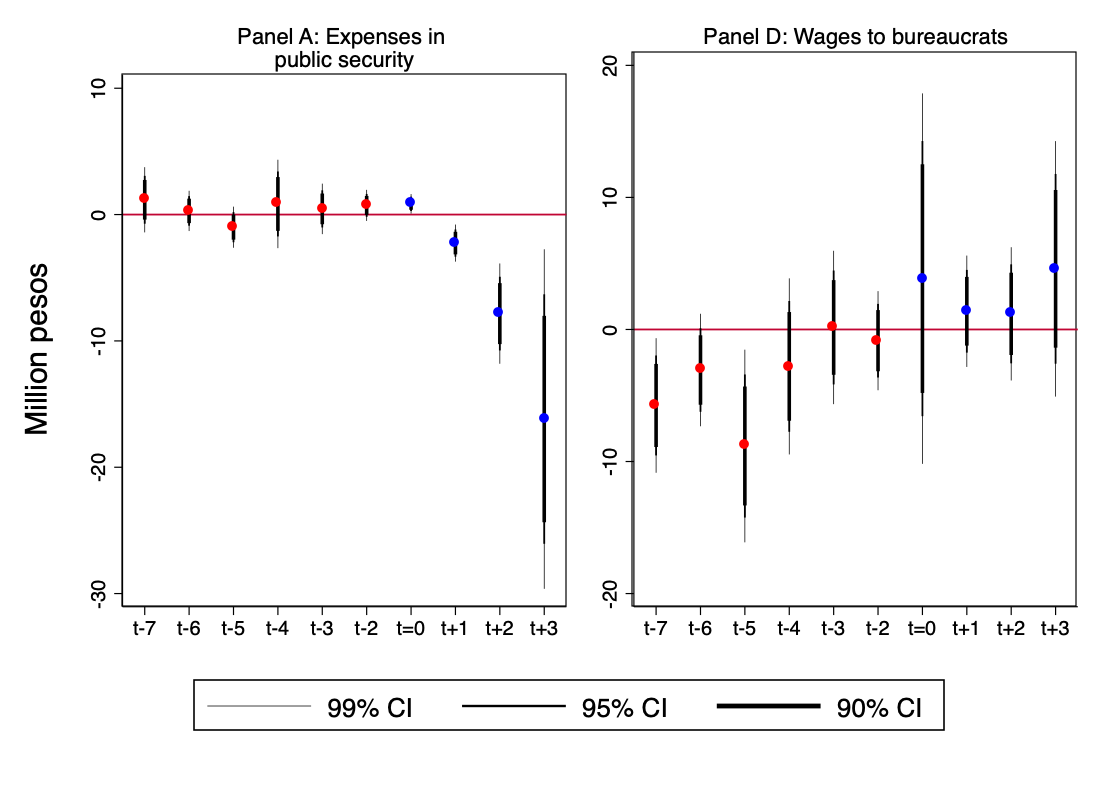 Panel A: Expenses in
public security
Million pesos
10
0
-10
-20
-30
t-7 t-6 t-5 t-4 t-3 t-2 t=0 t+1 t+2 t+3
Panel D: Wages to bureaucrats
20
10
0
-10
-20
t-7 t-6 t-5 t-4 t-3 t-2 t=0 t+1 t+2 t+3
99% CI 95% CI 90% CI